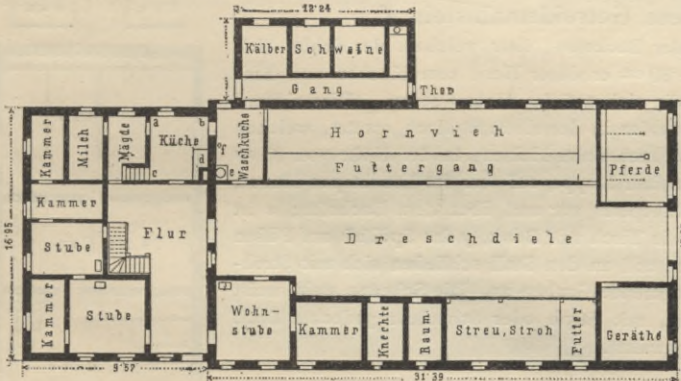 12·24
Kälber
Schweine
Gang
Thor
Kammer
Milch
Mägde
a
b
Küche
c
d
e
f
Waschküche
Hornvieh
Futtergang
Pferde
Kammer
Stube
Flur
Dreschdiele
16·95
Kammer
Stube
Wohn-
stube
Kammer
Knechte
Raum
Streu, Stroh
Futter
Geräthe
9·57
31·39